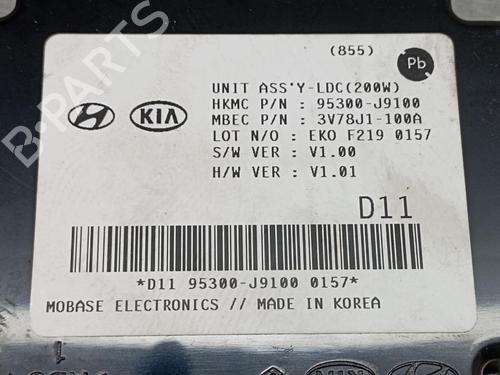 (855)
Pb
UNIT ASS'Y-LDC(200W)
HKMC P/N : 95300-J9100
MBEC P/N : 3V78J1-100A
LOT N/O : EKO F219 0157
S/W VER : V1.00
H/W VER : V1.01
KIA
D11
*D11 95300-J9100 0157*
MOBASE ELECTRONICS // MADE IN KOREA
B-PARTS